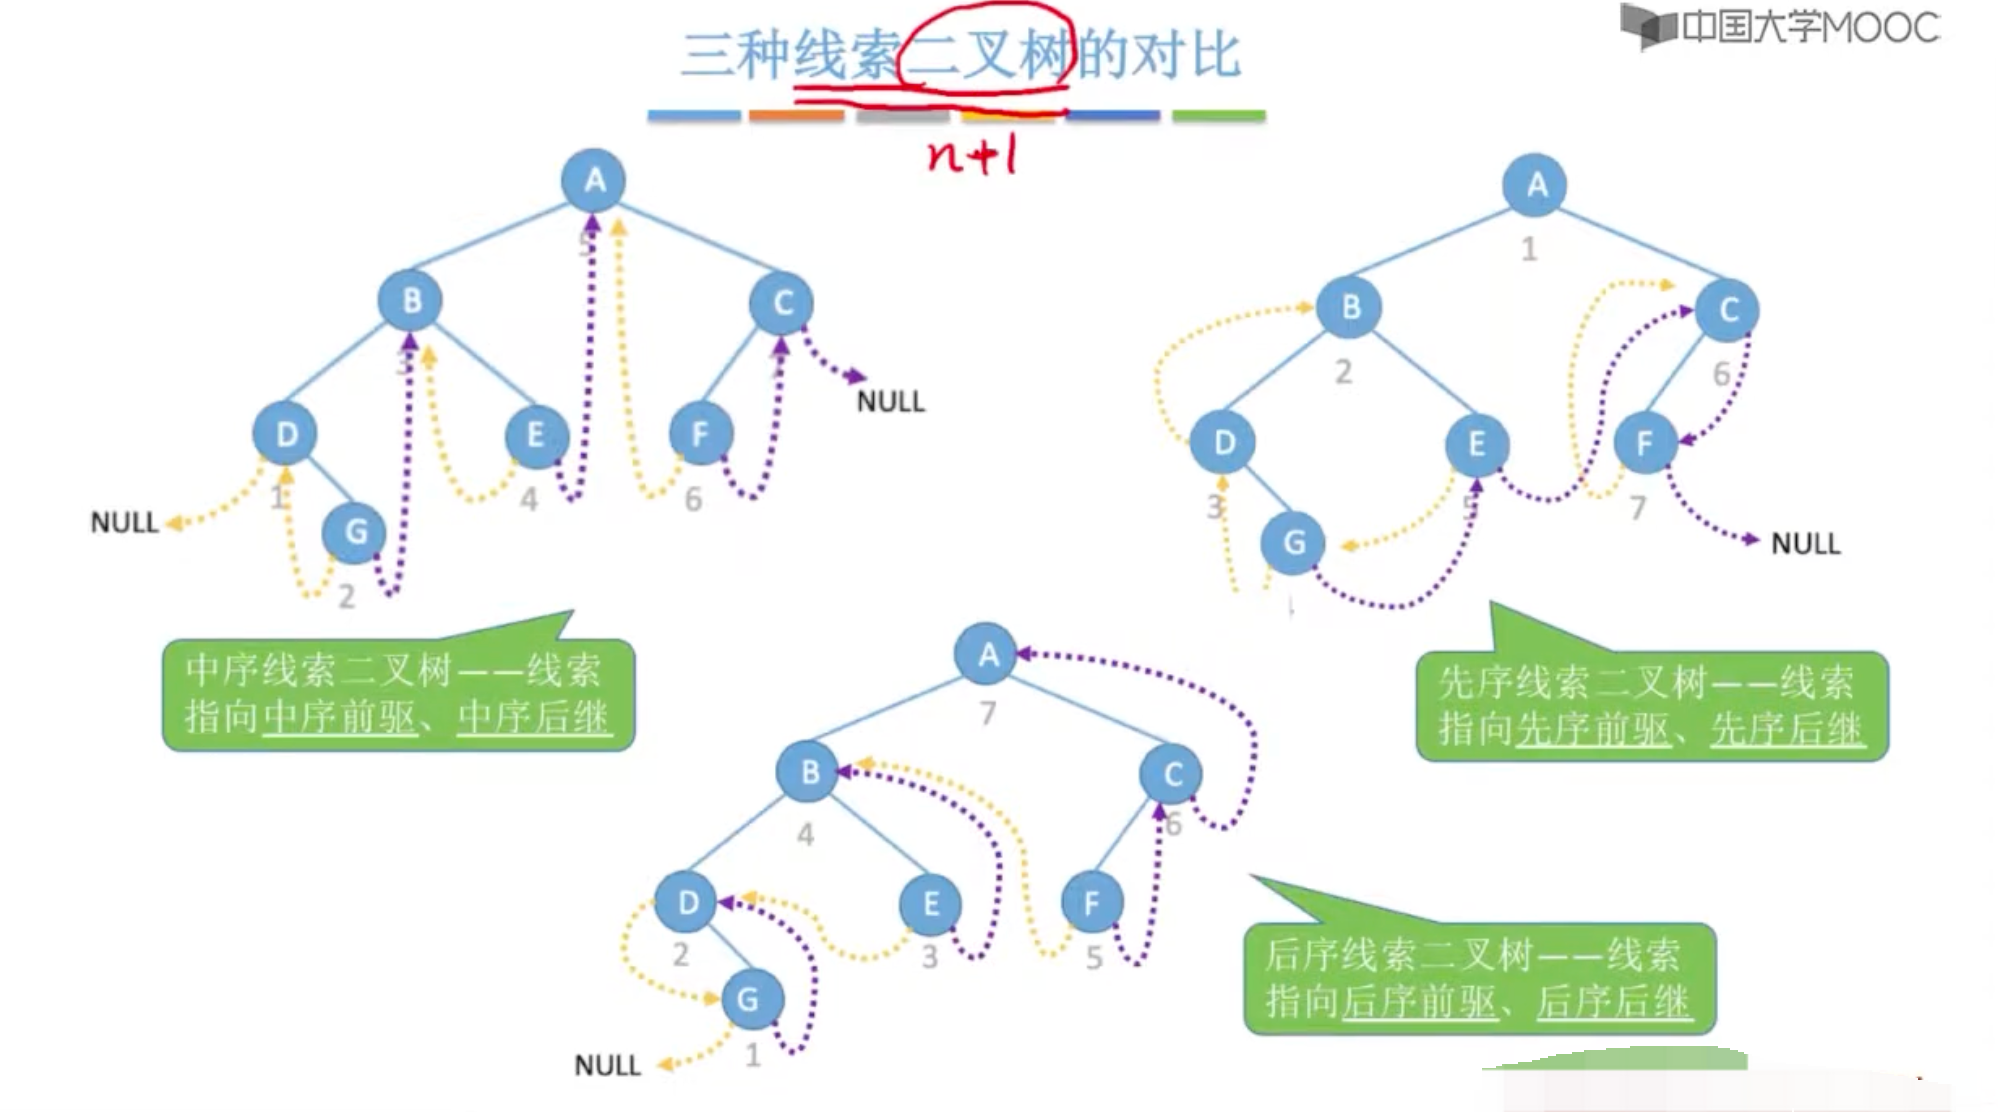 三种线索二叉树的对比
中国大学MOOC
n+1
A
5
B
3
C
7
NULL
D
1
E
4
F
6
NULL
G
2
中序线索二叉树——线索
指向中序前驱、中序后继
A
1
B
2
C
6
D
3
E
5
F
7
G
NULL
先序线索二叉树——线索
指向先序前驱、先序后继
A
7
B
4
C
6
D
2
E
3
F
5
G
1
NULL
后序线索二叉树——线索
指向后序前驱、后序后继